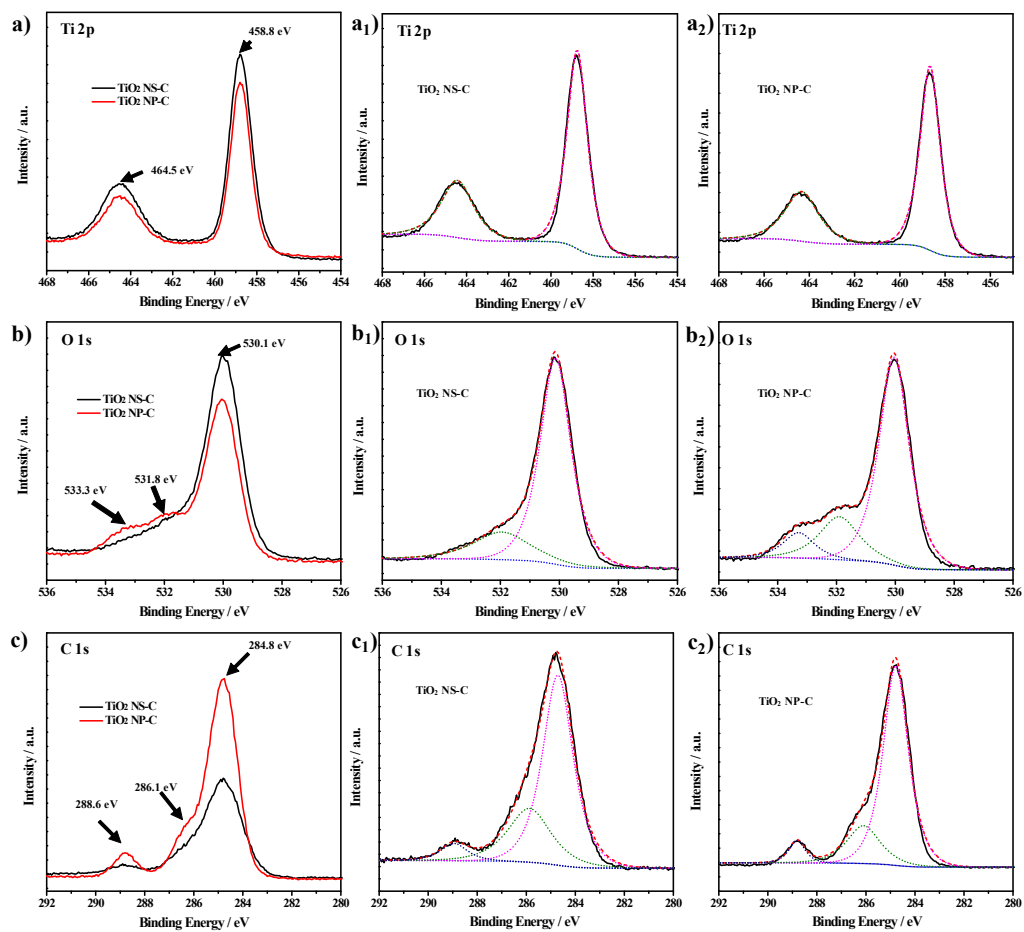 a)
Ti 2p
458.8 eV
TiO2 NS-C
TiO2 NP-C
464.5 eV
Intensity / a.u.
468 466 464 462 460 458 456 454
Binding Energy / eV
a1)
Ti 2p
TiO2 NS-C
Intensity / a.u.
468 466 464 462 460 458 456 454
Binding Energy / eV
a2)
Ti 2p
TiO2 NP-C
Intensity / a.u.
468 466 464 462 460 458 456
Binding Energy / eV
b)
O 1s
530.1 eV
TiO2 NS-C
TiO2 NP-C
531.8 eV
533.3 eV
Intensity / a.u.
536 534 532 530 528 526
Binding Energy / eV
b1)
O 1s
TiO2 NS-C
Intensity / a.u.
536 534 532 530 528 526
Binding Energy / eV
b2)
O 1s
TiO2 NP-C
Intensity / a.u.
536 534 532 530 528 526
Binding Energy / eV
c)
C 1s
284.8 eV
TiO2 NS-C
TiO2 NP-C
286.1 eV
288.6 eV
Intensity / a.u.
292 290 288 286 284 282 280
Binding Energy / eV
c1)
C 1s
TiO2 NS-C
Intensity / a.u.
292 290 288 286 284 282 280
Binding Energy / eV
c2)
C 1s
TiO2 NP-C
Intensity / a.u.
292 290 288 286 284 282 280
Binding Energy / eV